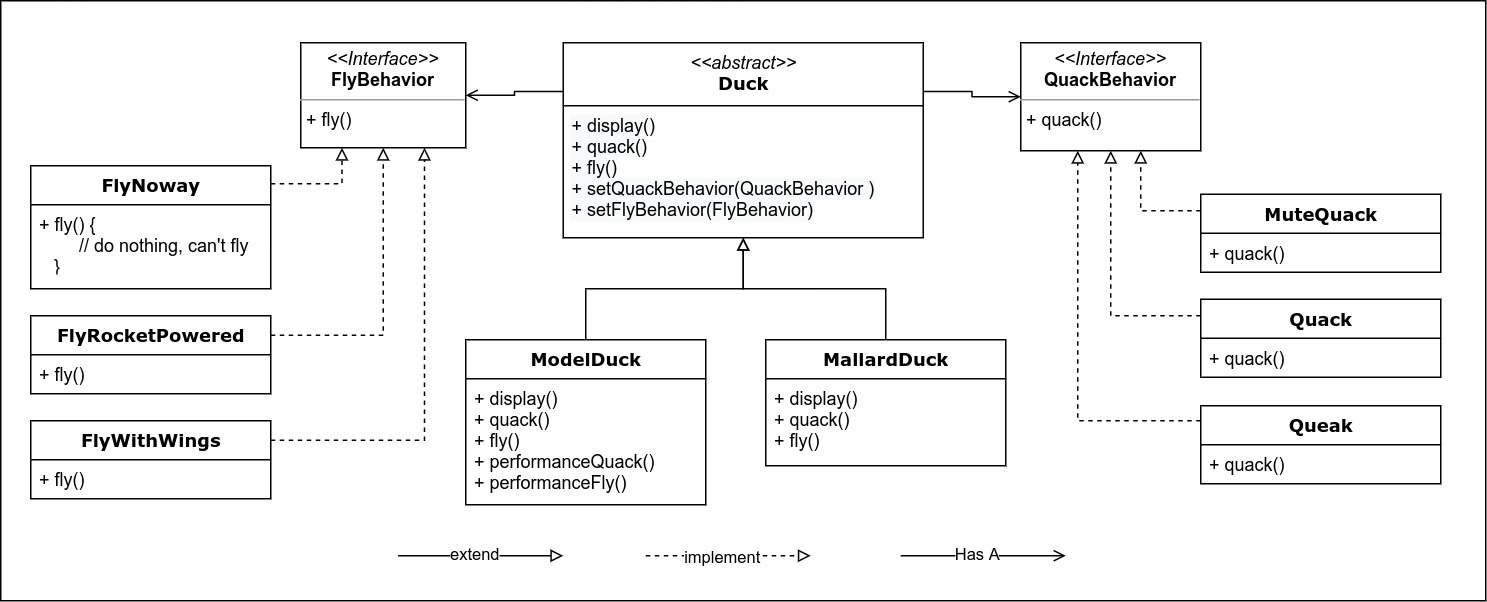 <<Interface>>
FlyBehavior
+ fly()
<<abstract>>
Duck
+ display()
+ quack()
+ fly()
+ setQuackBehavior(QuackBehavior )
+ setFlyBehavior(FlyBehavior)
<<Interface>>
QuackBehavior
+ quack()
FlyNoway
+ fly() {
// do nothing, can't fly
}
FlyRocketPowered
+ fly()
FlyWithWings
+ fly()
ModelDuck
+ display()
+ quack()
+ fly()
+ performanceQuack()
+ performanceFly()
MallardDuck
+ display()
+ quack()
+ fly()
MuteQuack
+ quack()
Quack
+ quack()
Queak
+ quack()
extend
implement
Has A